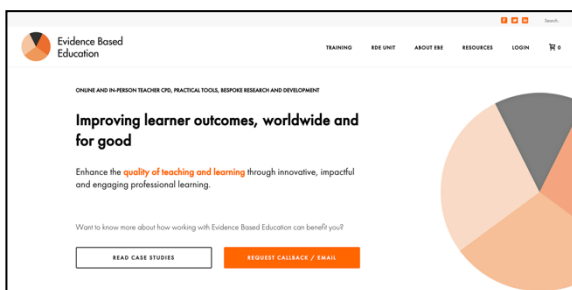 Search..
Evidence Based
Education
TRAINING RDE UNIT ABOUT EBE RESOURCES LOGIN 0
ONLINE AND IN-PERSON TEACHER CPD, PRACTICAL TOOLS, BESPOKE RESEARCH AND DEVELOPMENT
Improving learner outcomes, worldwide and
for good
Enhance the quality of teaching and learning through innovative, impactful
and engaging professional learning.
Want to know more about how working with Evidence Based Education can benefit you?
READ CASE STUDIES REQUEST CALLBACK / EMAIL